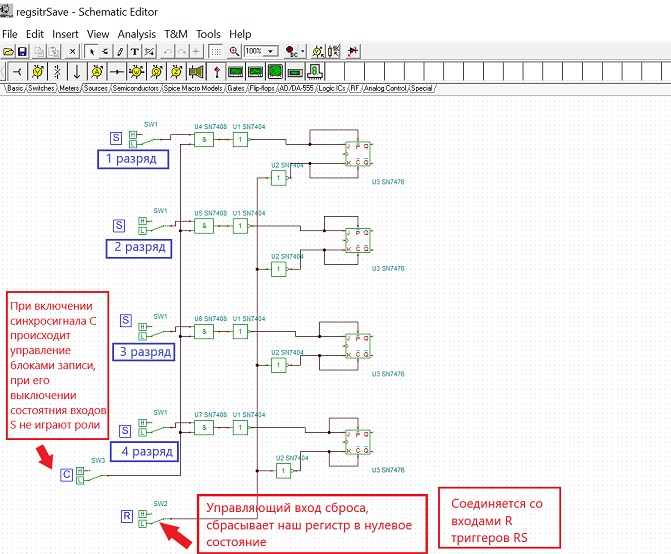 regsitrSave - Schematic Editor
File Edit Insert View Analysis T&M Tools Help
100%
Basic Switches Meters Sources Semiconductors Spice Macro Models Gates Flip-flops AD/DA-555 Logic ICs RF Analog Control Special
SW1 U4 SN7408 U1 SN7404
S H L & 1 J P Q
1 разряд
U2 SN7404
1 K C Q
U3 SN7476
SW1 U5 SN7408 U1 SN7404
S H L & 1 J P Q
2 разряд
U2 SN7404
1 K C Q
U3 SN7476
При включении
синхросигнала С
происходит
управление
блоками записи,
при его
выключении
состояния входов
S не играют роли
SW1 U6 SN7408 U1 SN7404
S H L & 1 J P Q
3 разряд
U2 SN7404
1 K C Q
U3 SN7476
SW1 U7 SN7408 U1 SN7404
S H L & 1 J P Q
4 разряд
U2 SN7404
1 K C Q
U3 SN7476
SW3
C H L
SW2
R H L
Управляющий вход сброса,
сбрасывает наш регистр в нулевое
состояние
Соединяется со
входами R
триггеров RS